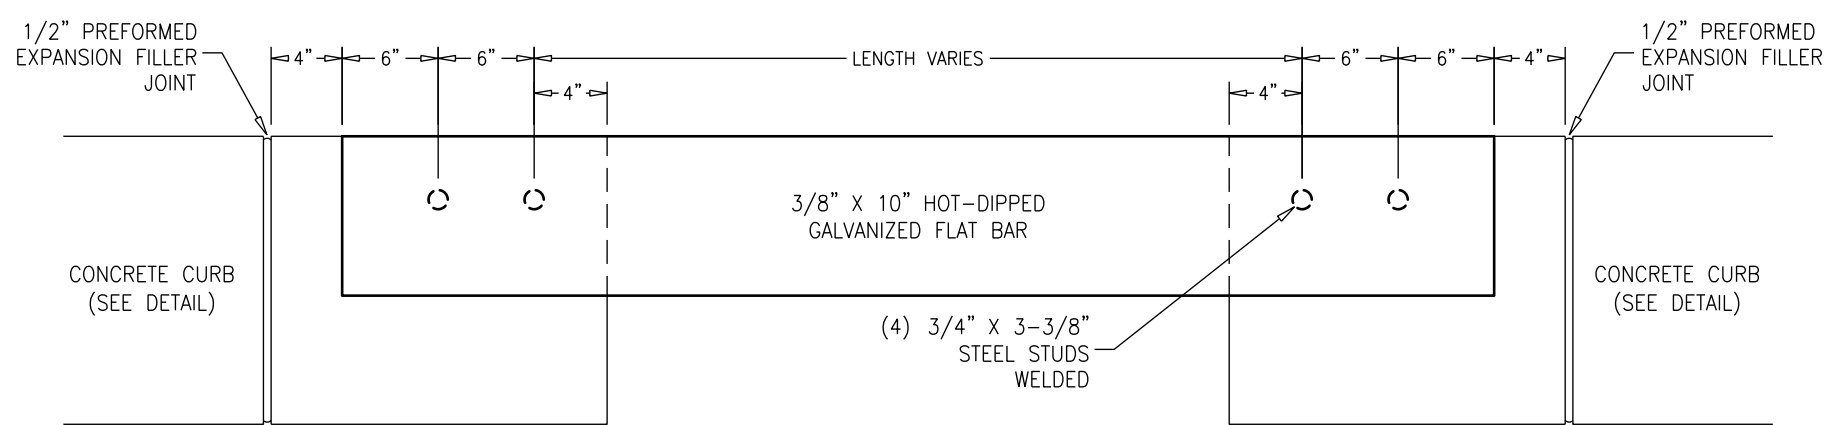 1/2” PREFORMED
EXPANSION FILLER
JOINT
4”
6”
6”
LENGTH VARIES
6”
6”
4”
1/2” PREFORMED
EXPANSION FILLER
JOINT
4”
4”
3/8” X 10” HOT-DIPPED
GALVANIZED FLAT BAR
CONCRETE CURB
(SEE DETAIL)
CONCRETE CURB
(SEE DETAIL)
(4) 3/4” X 3-3/8”
STEEL STUDS
WELDED